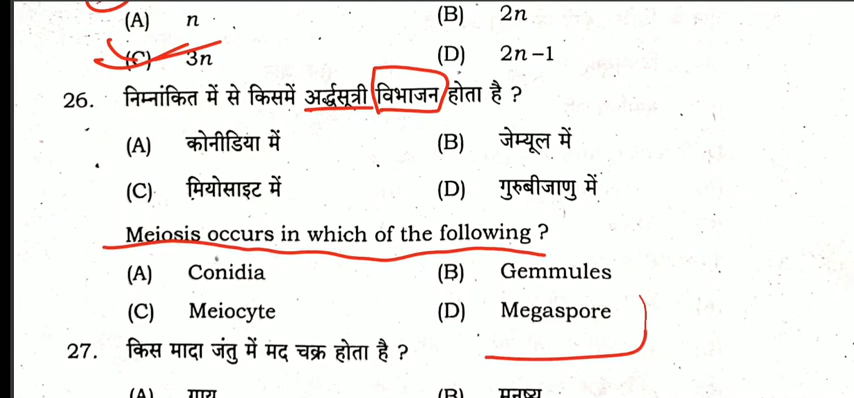 (A) n (B) 2n
(C) 3n (D) 2n-1
26. निम्नांकित में से किसमें अर्द्धसूत्री विभाजन होता है ?
(A) कोनीडिया में (B) जेम्यूल में
(C) मियोसाइट में (D) गुरुबीजाणु में
Meiosis occurs in which of the following ?
(A) Conidia (B) Gemmules
(C) Meiocyte (D) Megaspore
27. किस मादा जंतु में मद चक्र होता है ?
(A) गाय (B) मनुष्य